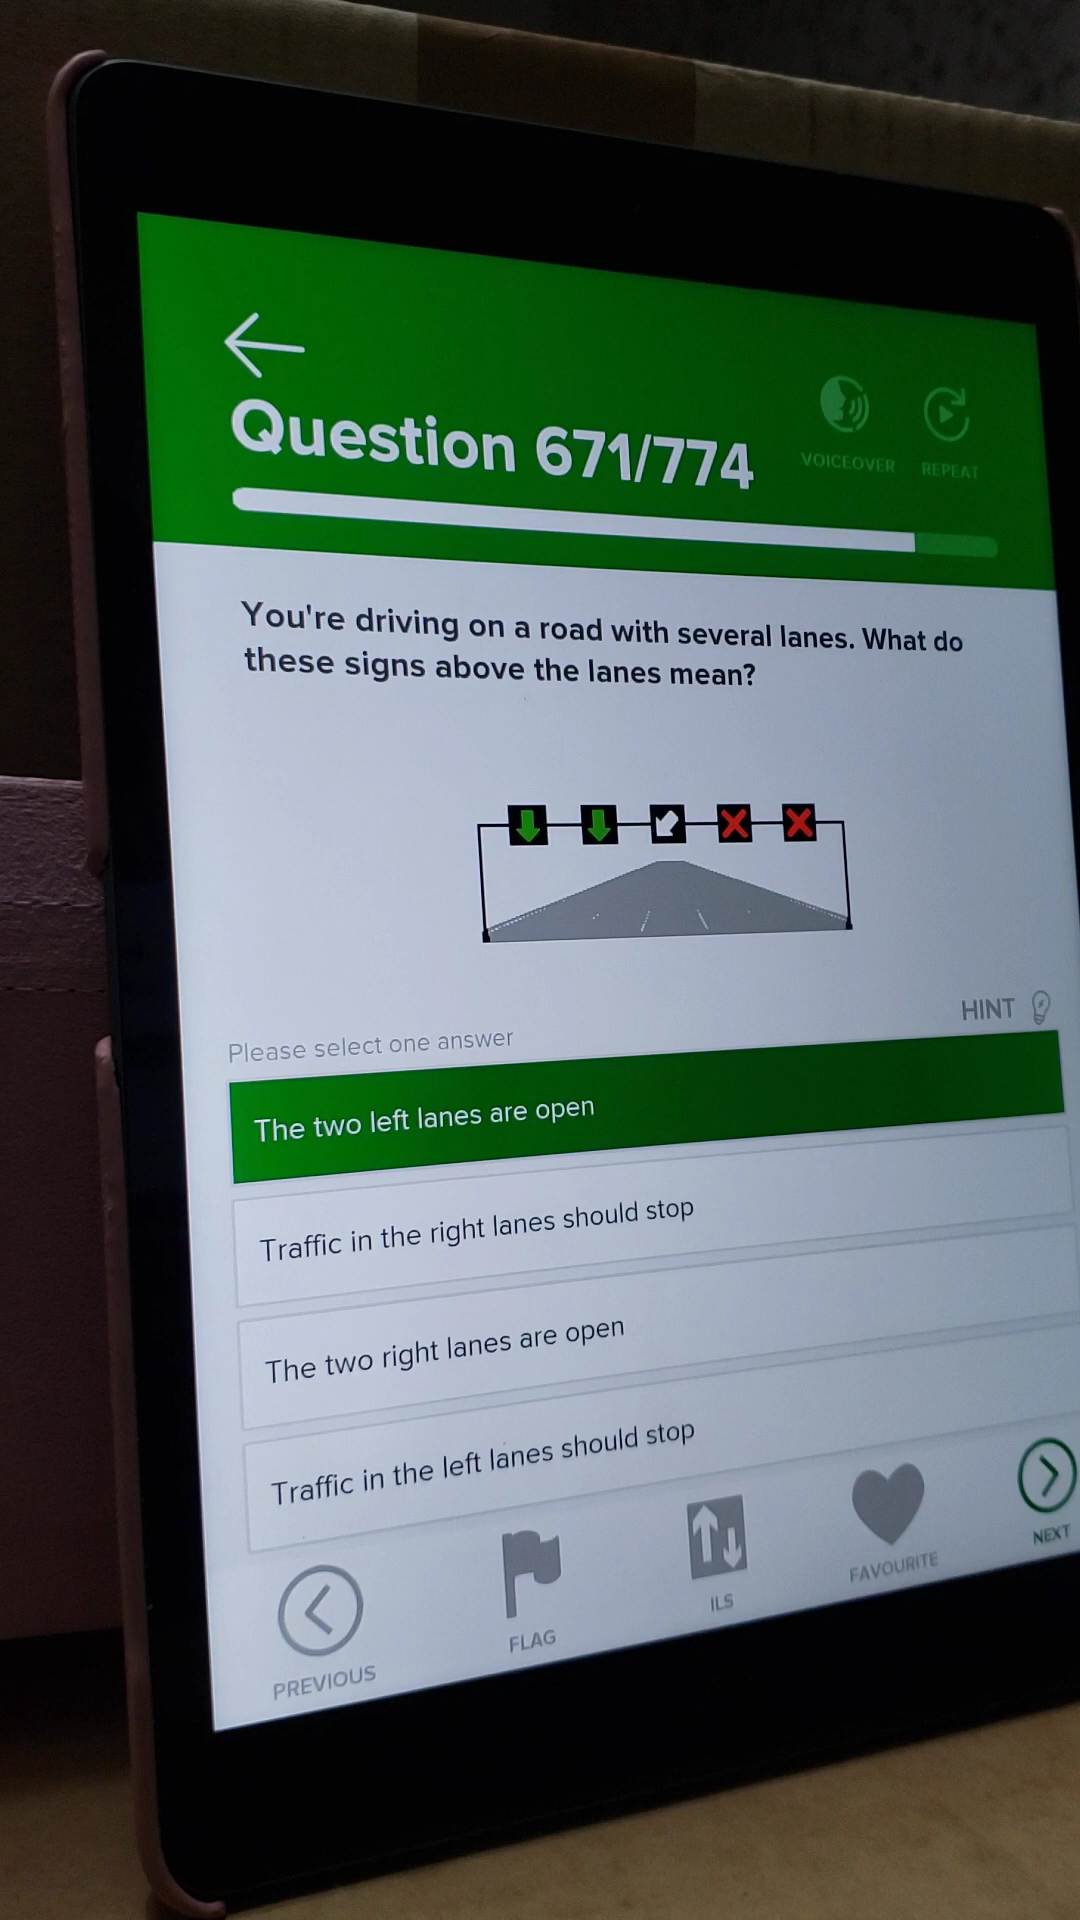 Question 671/774
VOICEOVER
REPEAT
You're driving on a road with several lanes. What do
these signs above the lanes mean?
HINT
Please select one answer
The two left lanes are open
Traffic in the right lanes should stop
The two right lanes are open
Traffic in the left lanes should stop
PREVIOUS
FLAG
ILS
FAVOURITE
NEXT